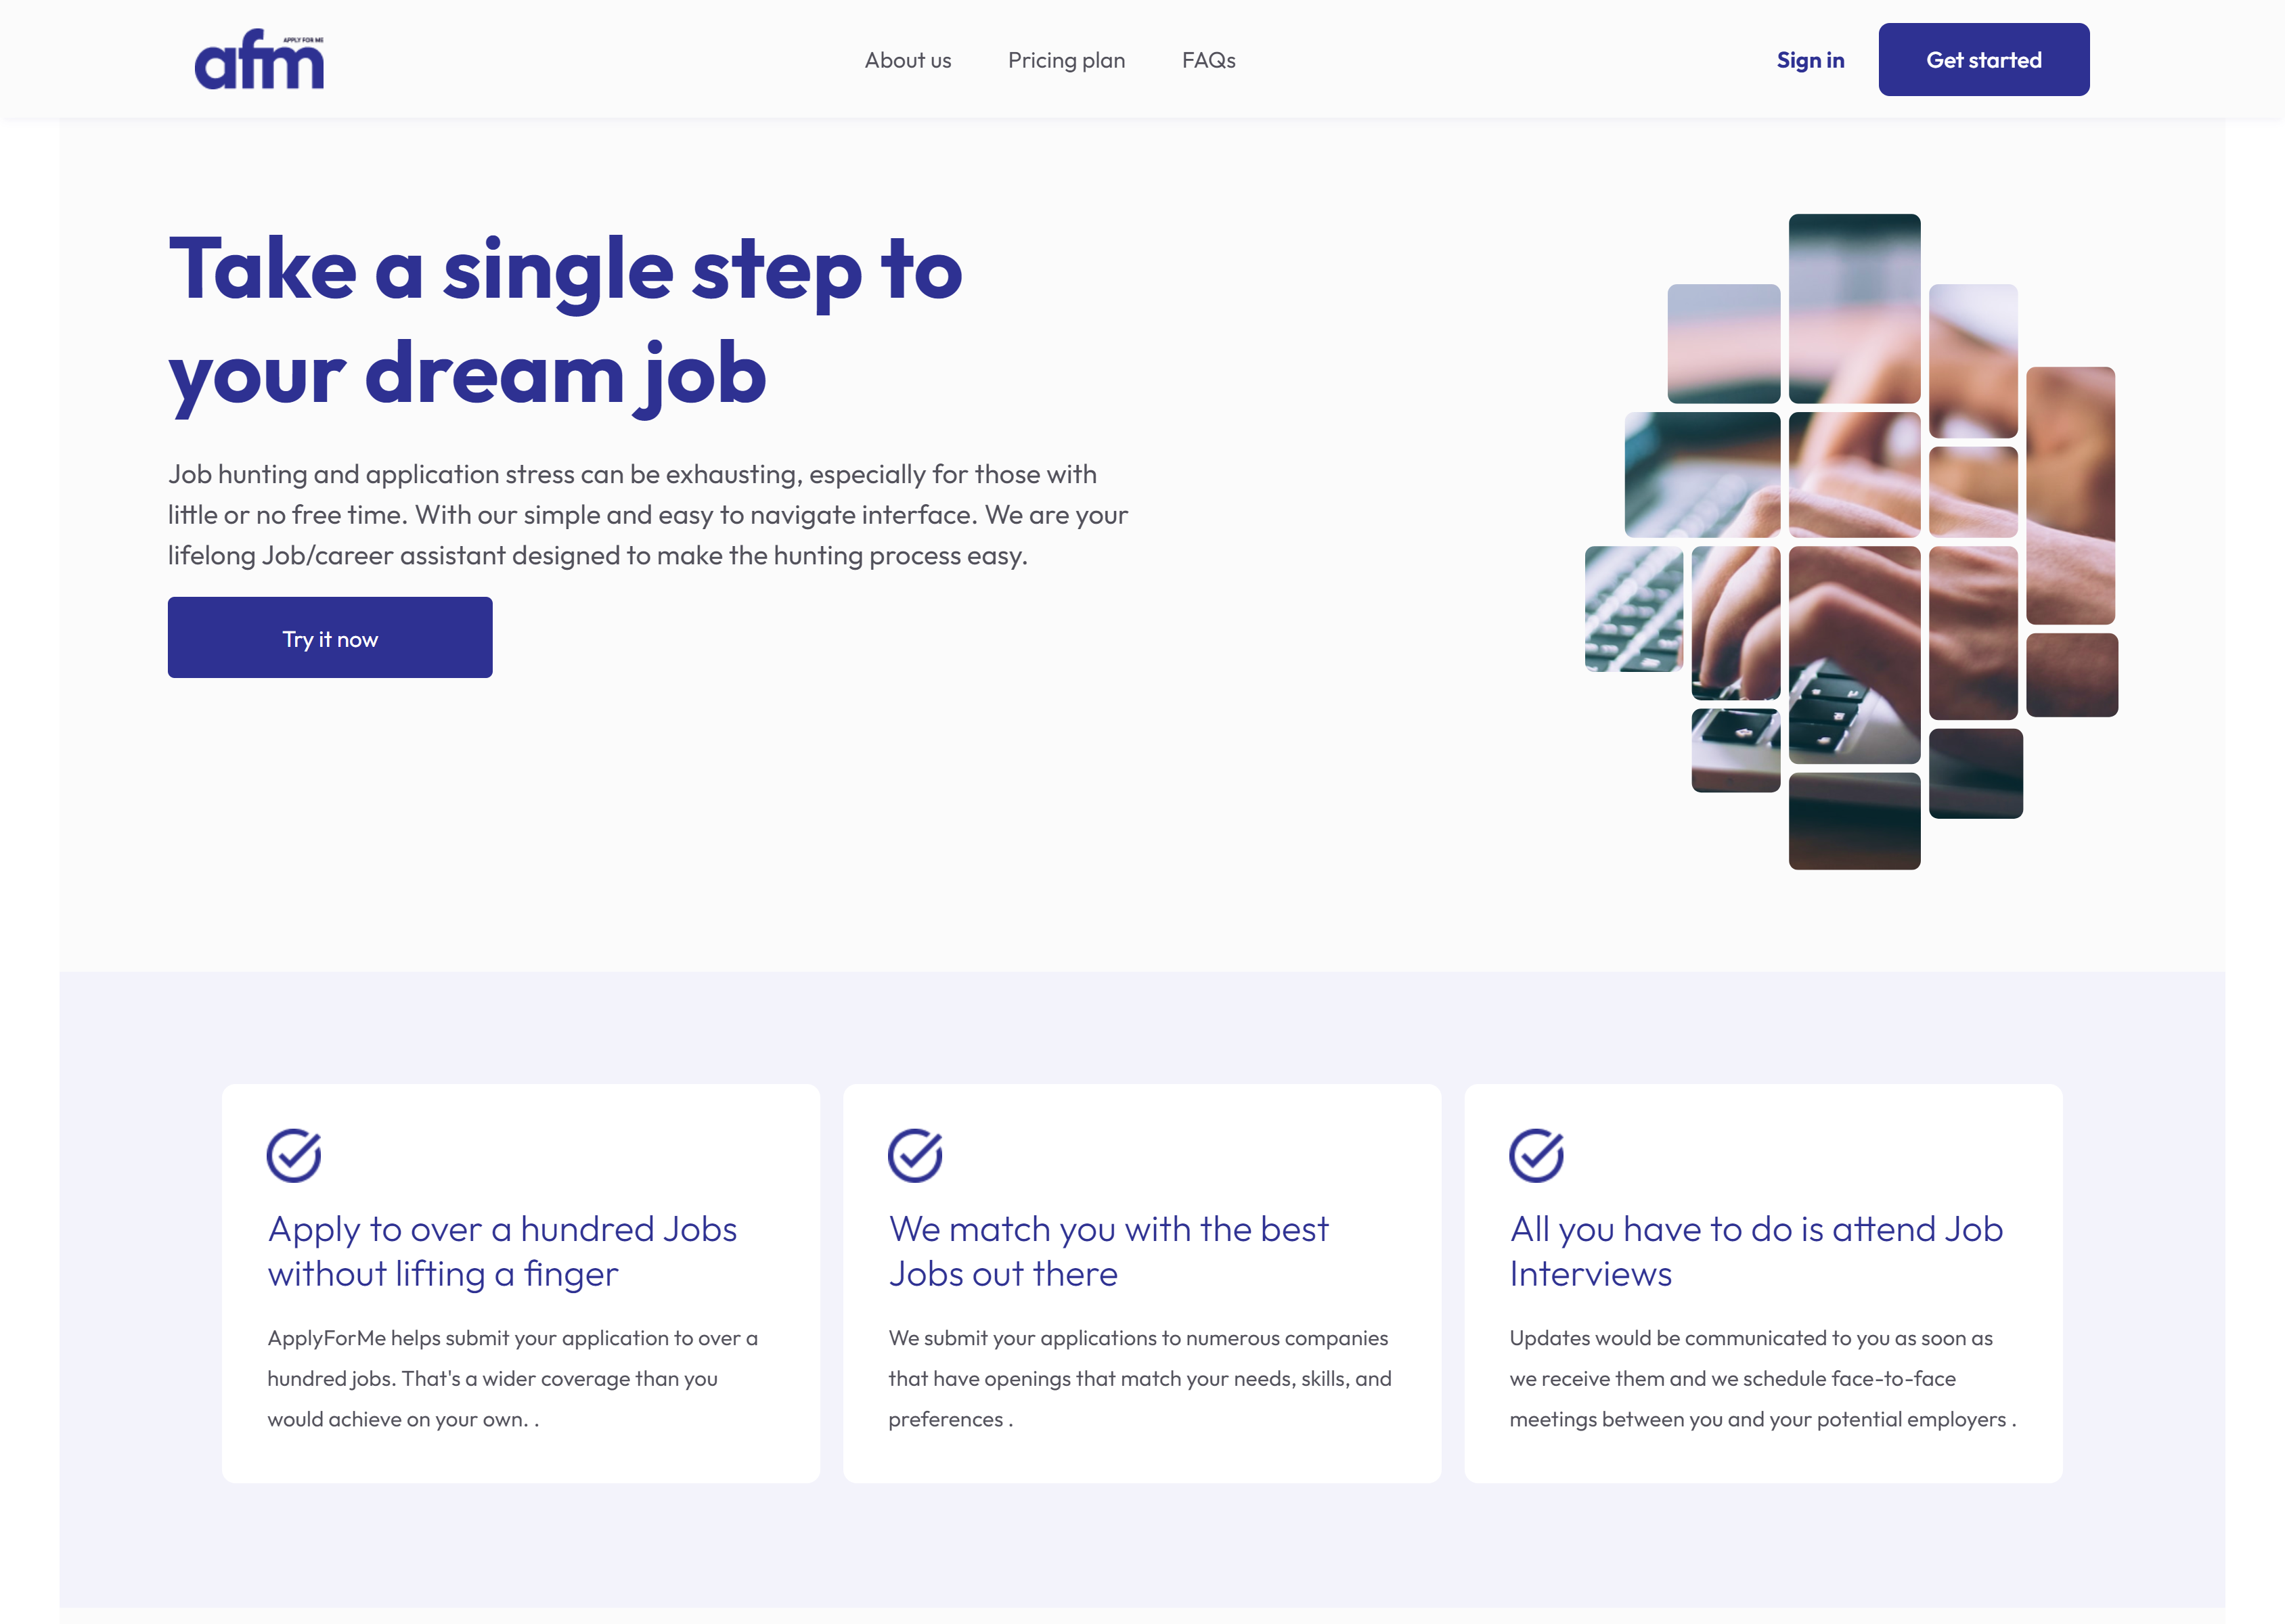 afm
APPLY FOR ME
About us
Pricing plan
FAQs
Sign in
Get started
Take a single step to
your dream job
Job hunting and application stress can be exhausting, especially for those with
little or no free time. With our simple and easy to navigate interface. We are your
lifelong Job/career assistant designed to make the hunting process easy.
Try it now
Apply to over a hundred Jobs
without lifting a finger
ApplyForMe helps submit your application to over a
hundred jobs. That's a wider coverage than you
would achieve on your own. .
We match you with the best
Jobs out there
We submit your applications to numerous companies
that have openings that match your needs, skills, and
preferences .
All you have to do is attend Job
Interviews
Updates would be communicated to you as soon as
we receive them and we schedule face-to-face
meetings between you and your potential employers .